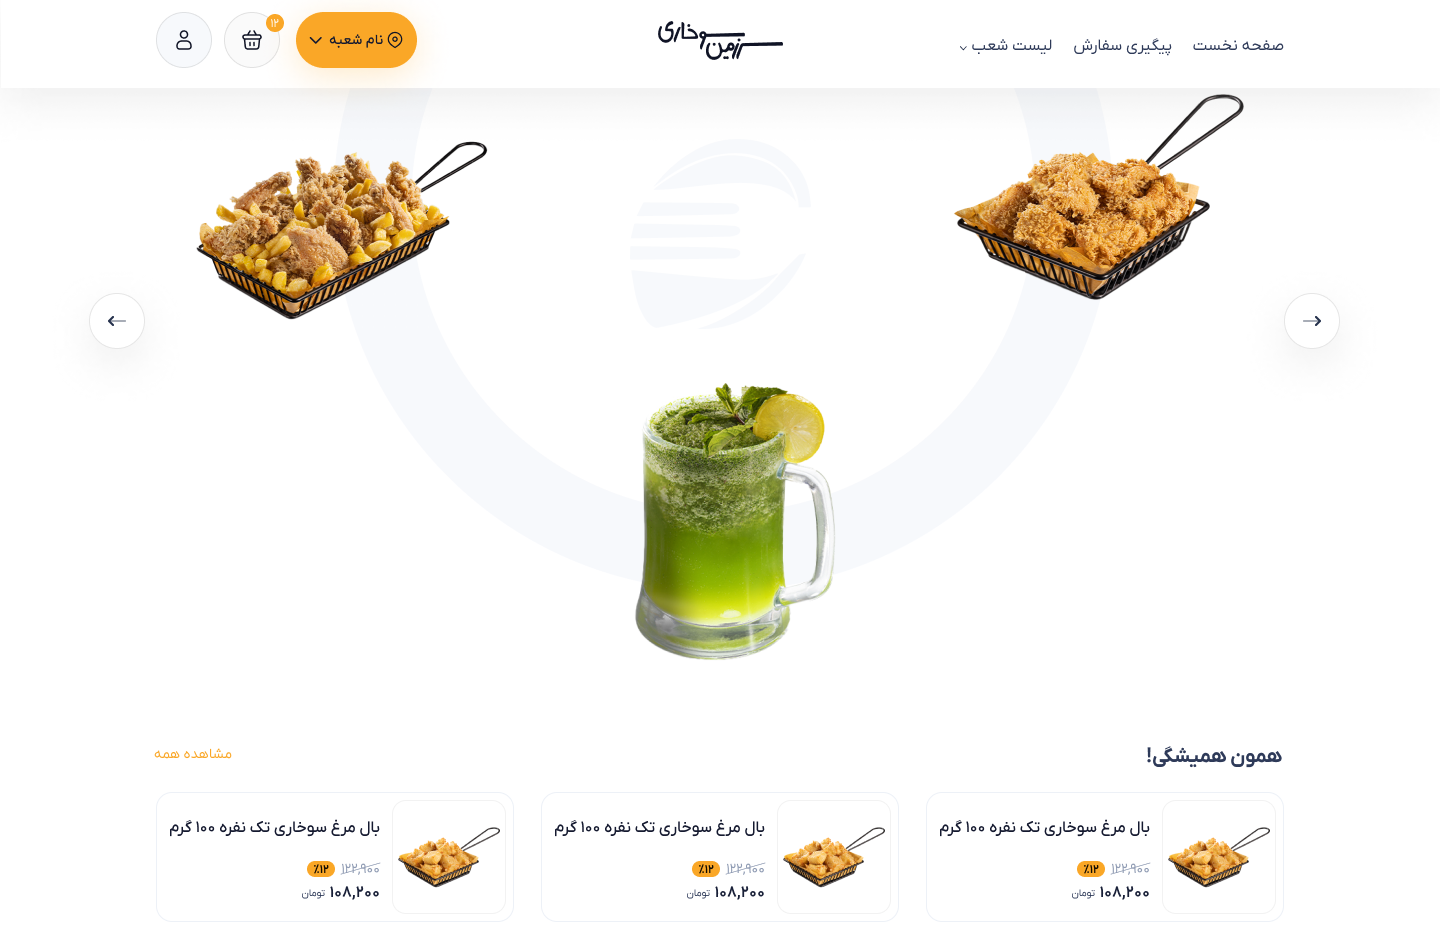 صفحه نخست
پیگیری سفارش
لیست شعب
سرزمین سوخاری
نام شعبه
۱۲
همون همیشگی!
مشاهده همه
بال مرغ سوخاری تک نفره ۱۰۰ گرم
۱۲۲,۹۰۰ ٪۱۲
۱۰۸,۲۰۰ تومان
بال مرغ سوخاری تک نفره ۱۰۰ گرم
۱۲۲,۹۰۰ ٪۱۲
۱۰۸,۲۰۰ تومان
بال مرغ سوخاری تک نفره ۱۰۰ گرم
۱۲۲,۹۰۰ ٪۱۲
۱۰۸,۲۰۰ تومان